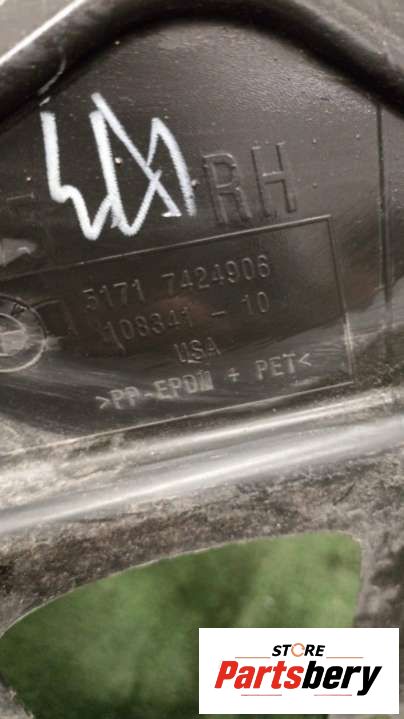 RH
5171 7424906
108341 - 10
USA
>PP-EPDM + PET<
STORE
Partsbery